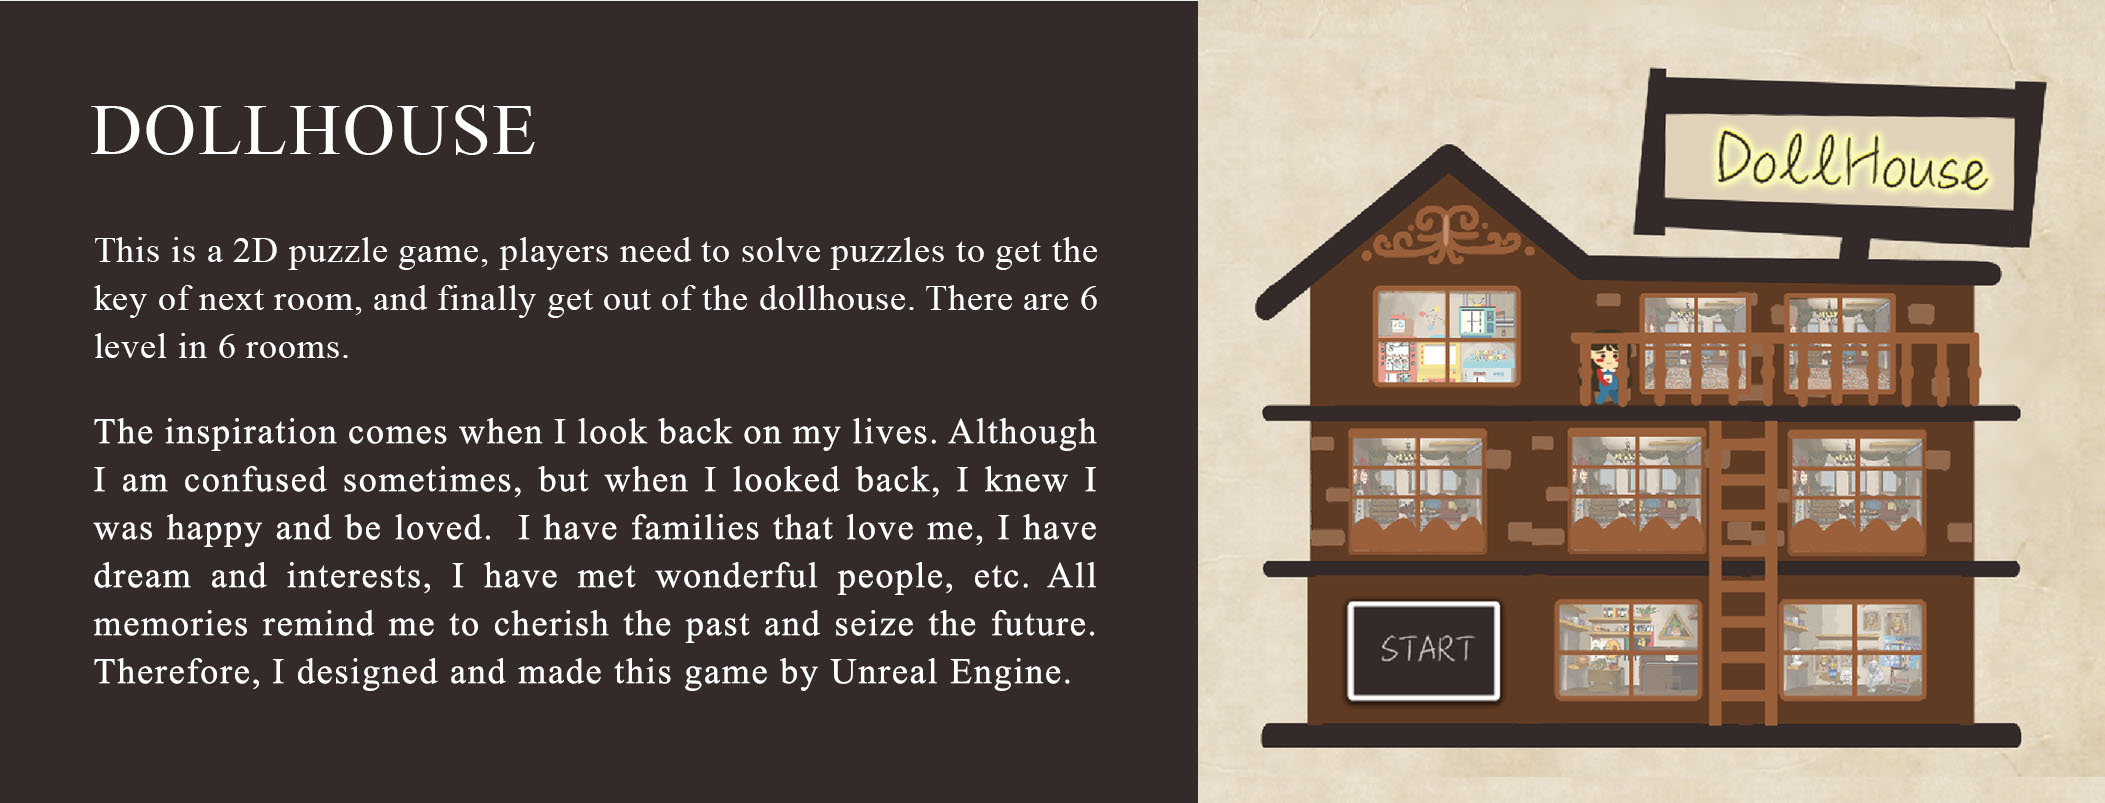 DOLLHOUSE
This is a 2D puzzle game, players need to solve puzzles to get the
key of next room, and finally get out of the dollhouse. There are 6
level in 6 rooms.
The inspiration comes when I look back on my lives. Although
I am confused sometimes, but when I looked back, I knew I
was happy and be loved.  I have families that love me, I have
dream and interests, I have met wonderful people, etc. All
memories remind me to cherish the past and seize the future.
Therefore, I designed and made this game by Unreal Engine.
DollHouse
START